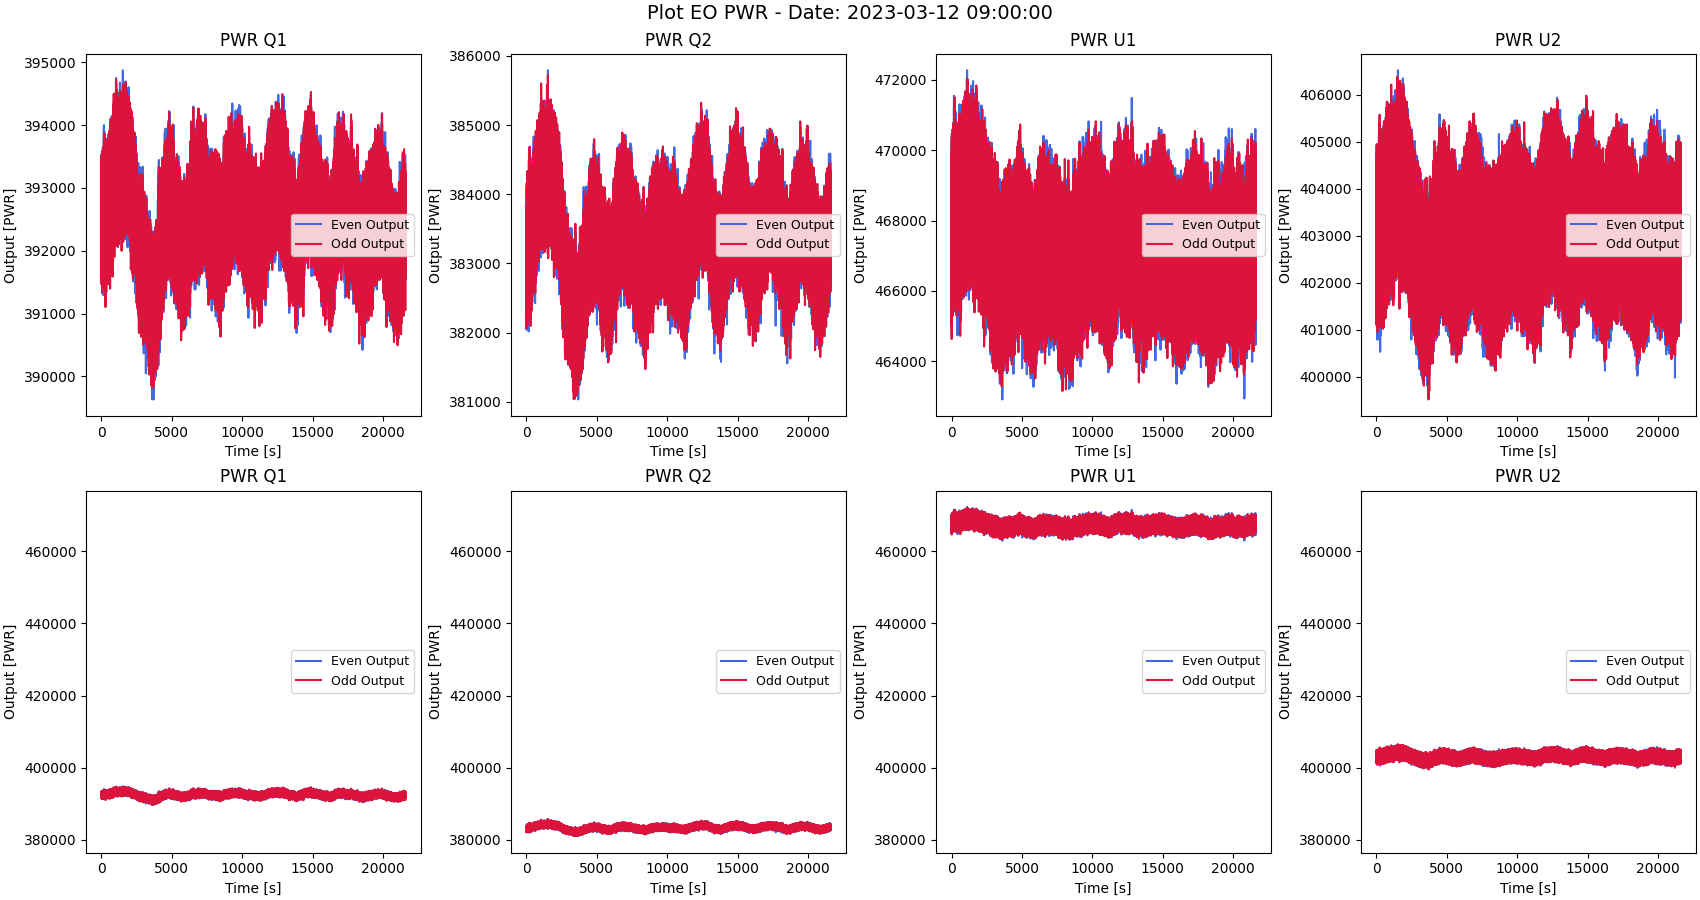 Plot EO PWR - Date: 2023-03-12 09:00:00
PWR Q1
Output [PWR]
395000
394000
393000
392000
391000
390000
Even Output
Odd Output
0 5000 10000 15000 20000
Time [s]
PWR Q2
Output [PWR]
386000
385000
384000
383000
382000
381000
Even Output
Odd Output
0 5000 10000 15000 20000
Time [s]
PWR U1
Output [PWR]
472000
470000
468000
466000
464000
Even Output
Odd Output
0 5000 10000 15000 20000
Time [s]
PWR U2
Output [PWR]
406000
405000
404000
403000
402000
401000
400000
Even Output
Odd Output
0 5000 10000 15000 20000
Time [s]
PWR Q1
Output [PWR]
460000
440000
420000
400000
380000
Even Output
Odd Output
0 5000 10000 15000 20000
Time [s]
PWR Q2
Output [PWR]
460000
440000
420000
400000
380000
Even Output
Odd Output
0 5000 10000 15000 20000
Time [s]
PWR U1
Output [PWR]
460000
440000
420000
400000
380000
Even Output
Odd Output
0 5000 10000 15000 20000
Time [s]
PWR U2
Output [PWR]
460000
440000
420000
400000
380000
Even Output
Odd Output
0 5000 10000 15000 20000
Time [s]